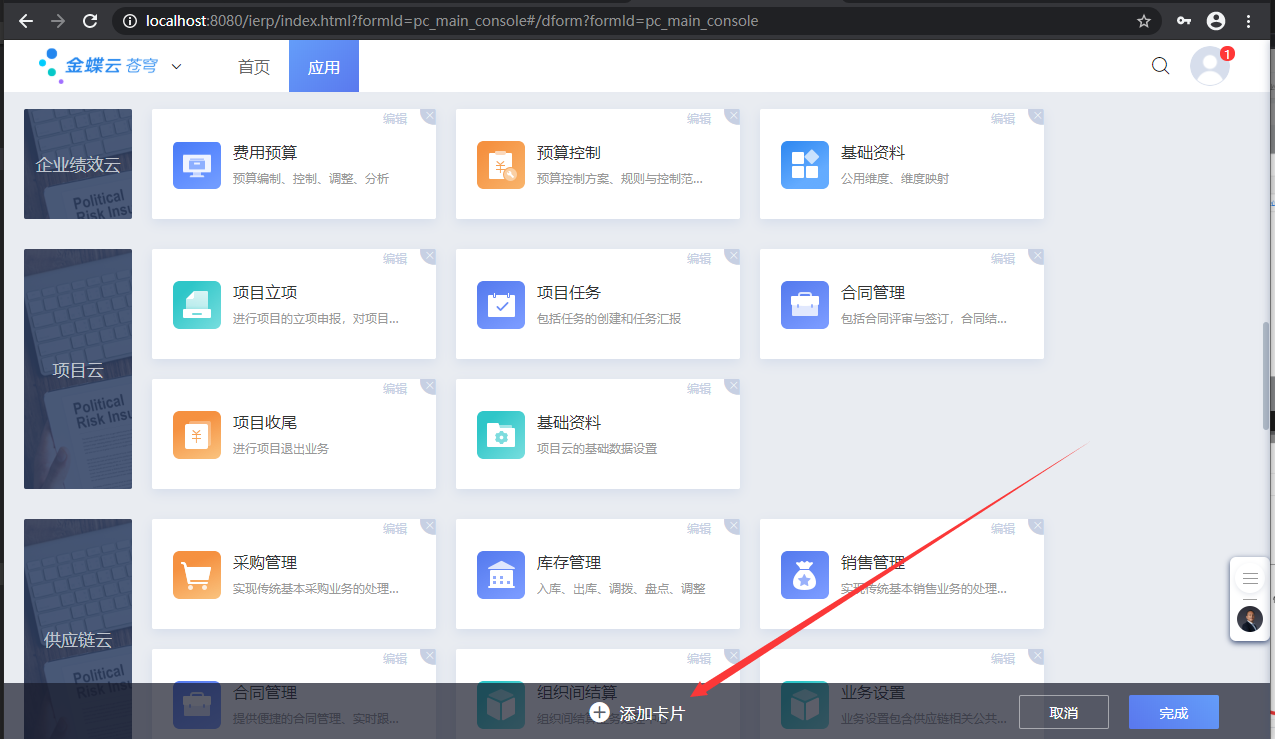 localhost:8080/ierp/index.html?formId=pc_main_console#/dform?formId=pc_main_console
金蝶云 苍穹
首页
应用
1
企业绩效云
Political
Risk Insu
编辑
费用预算
预算编制、控制、调整、分析
编辑
预算控制
预算控制方案、规则与控制范...
编辑
基础资料
公用维度、维度映射
项目云
Political
Risk Insu
编辑
项目立项
进行项目的立项申报，对项目...
编辑
项目任务
包括任务的创建和任务汇报
编辑
合同管理
包括合同评审与签订，合同结...
编辑
项目收尾
进行项目退出业务
编辑
基础资料
项目云的基础数据设置
供应链云
Political
Risk Insu
编辑
采购管理
实现传统基本采购业务的处理...
编辑
库存管理
入库、出库、调拨、盘点、调整
编辑
销售管理
实现传统基本销售业务的处理...
编辑
合同管理
提供便捷的合同管理、实时跟...
编辑
组织间结算
编辑
业务设置
业务设置包含供应链相关公共...
添加卡片
取消
完成